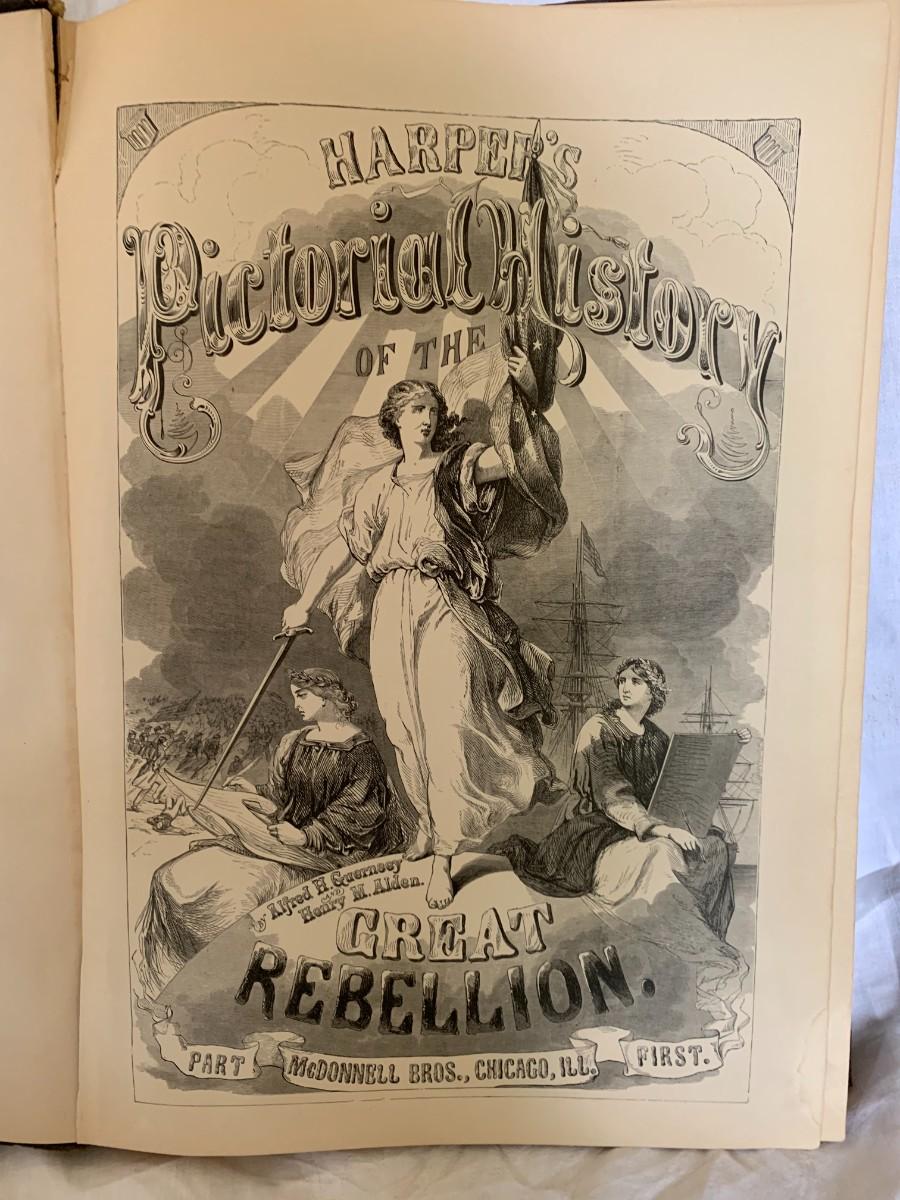 HARPER'S
Pictorial History
OF THE
By Alfred H. Guernsey
AND
Henry M. Alden.
GREAT
REBELLION.
PART McDONNELL BROS., CHICAGO, ILL. FIRST.